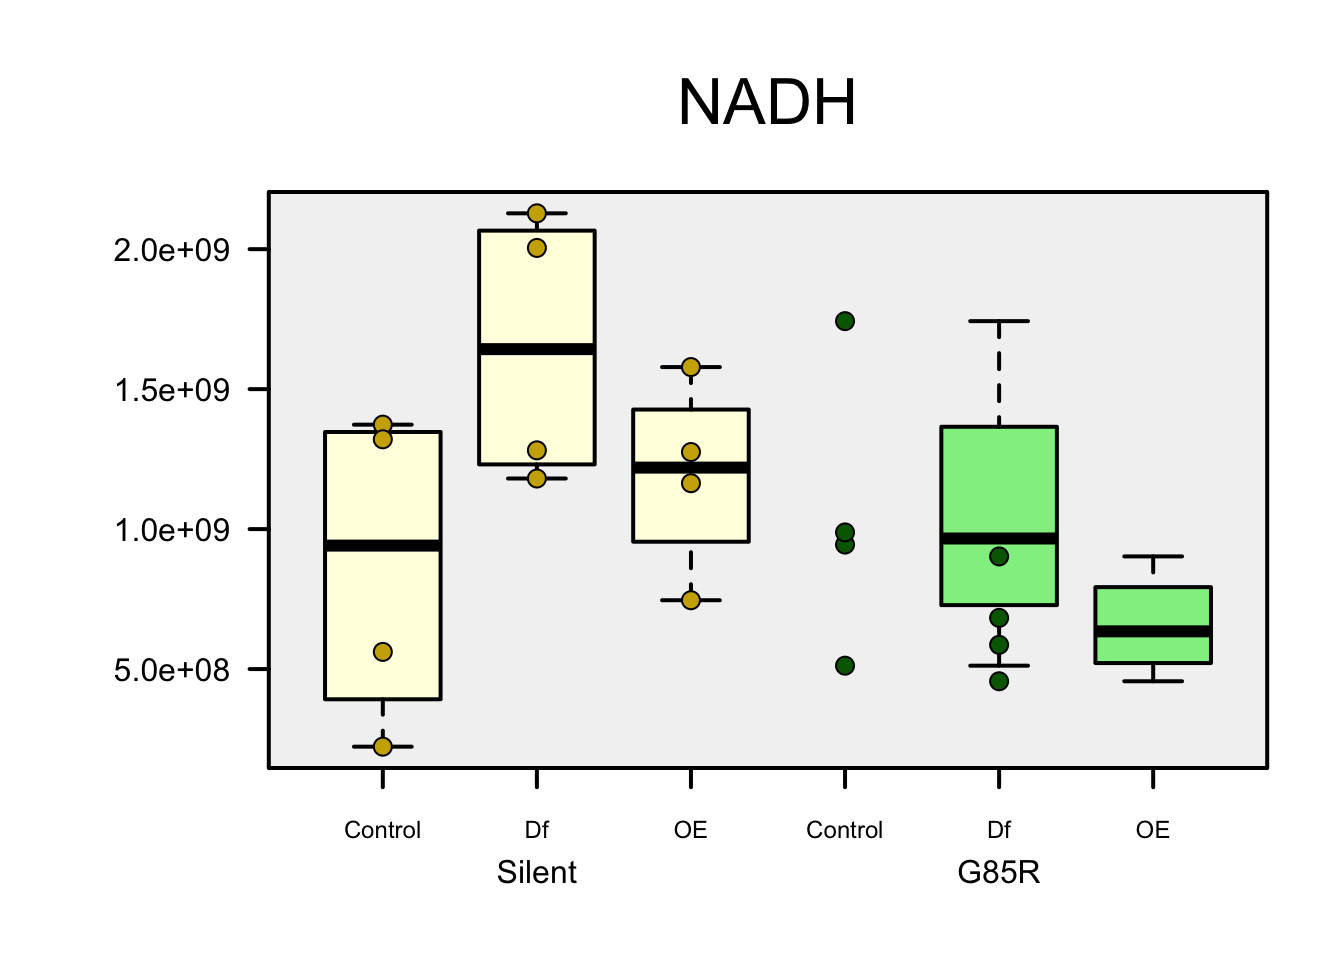 NADH
2.0e+09
1.5e+09
1.0e+09
5.0e+08
Control Df OE Control Df OE
Silent G85R